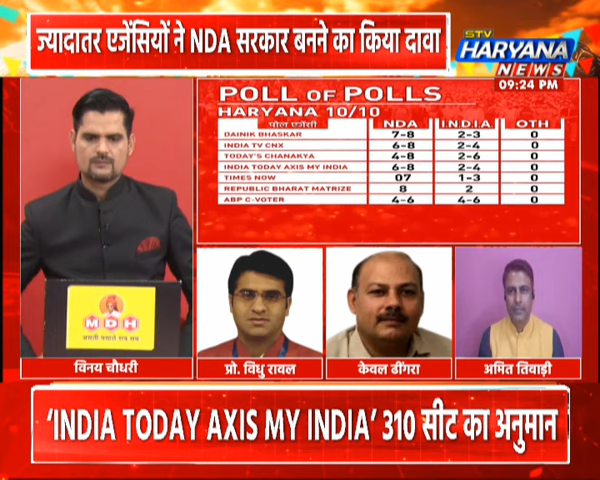 ज्यादातर एजेंसियों ने NDA सरकार बनने का किया दावा
STV
HARYANA
NEWS
09:24 PM
POLL OF POLLS
HARYANA 10/10
पोल एजेंसी NDA I.N.D.I.A OTH
DAINIK BHASKAR 7-8 2-3 0
INDIA TV CNX 6-8 2-4 0
TODAY'S CHANAKYA 4-8 2-6 0
INDIA TODAY AXIS MY INDIA 6-8 2-4 0
TIMES NOW 07 1-3 0
REPUBLIC BHARAT MATRIZE 8 2 0
ABP C-VOTER 4-6 4-6 0
MDH
असली मसाले सच सच
विनय चौधरी
प्रो. विधु रावल
केवल ढींगरा
अमित तिवाड़ी
‘INDIA TODAY AXIS MY INDIA’ 310 सीट का अनुमान